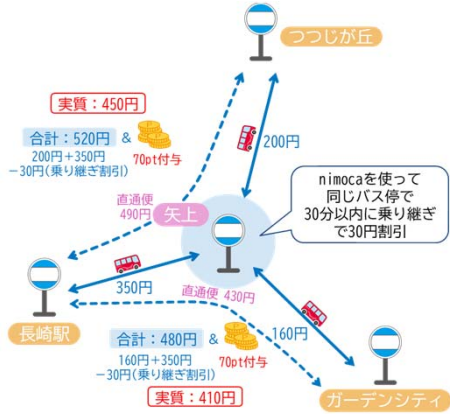 つつじが丘
実質：450円
合計：520円
&
200円＋350円
－30円(乗り継ぎ割引)
70pt付与
200円
直通便
490円
矢上
nimocaを使って
同じバス停で
30分以内に乗り継ぎ
で30円割引
350円
長崎駅
直通便 430円
160円
合計：480円
&
160円＋350円
－30円(乗り継ぎ割引)
70pt付与
実質：410円
ガーデンシティ